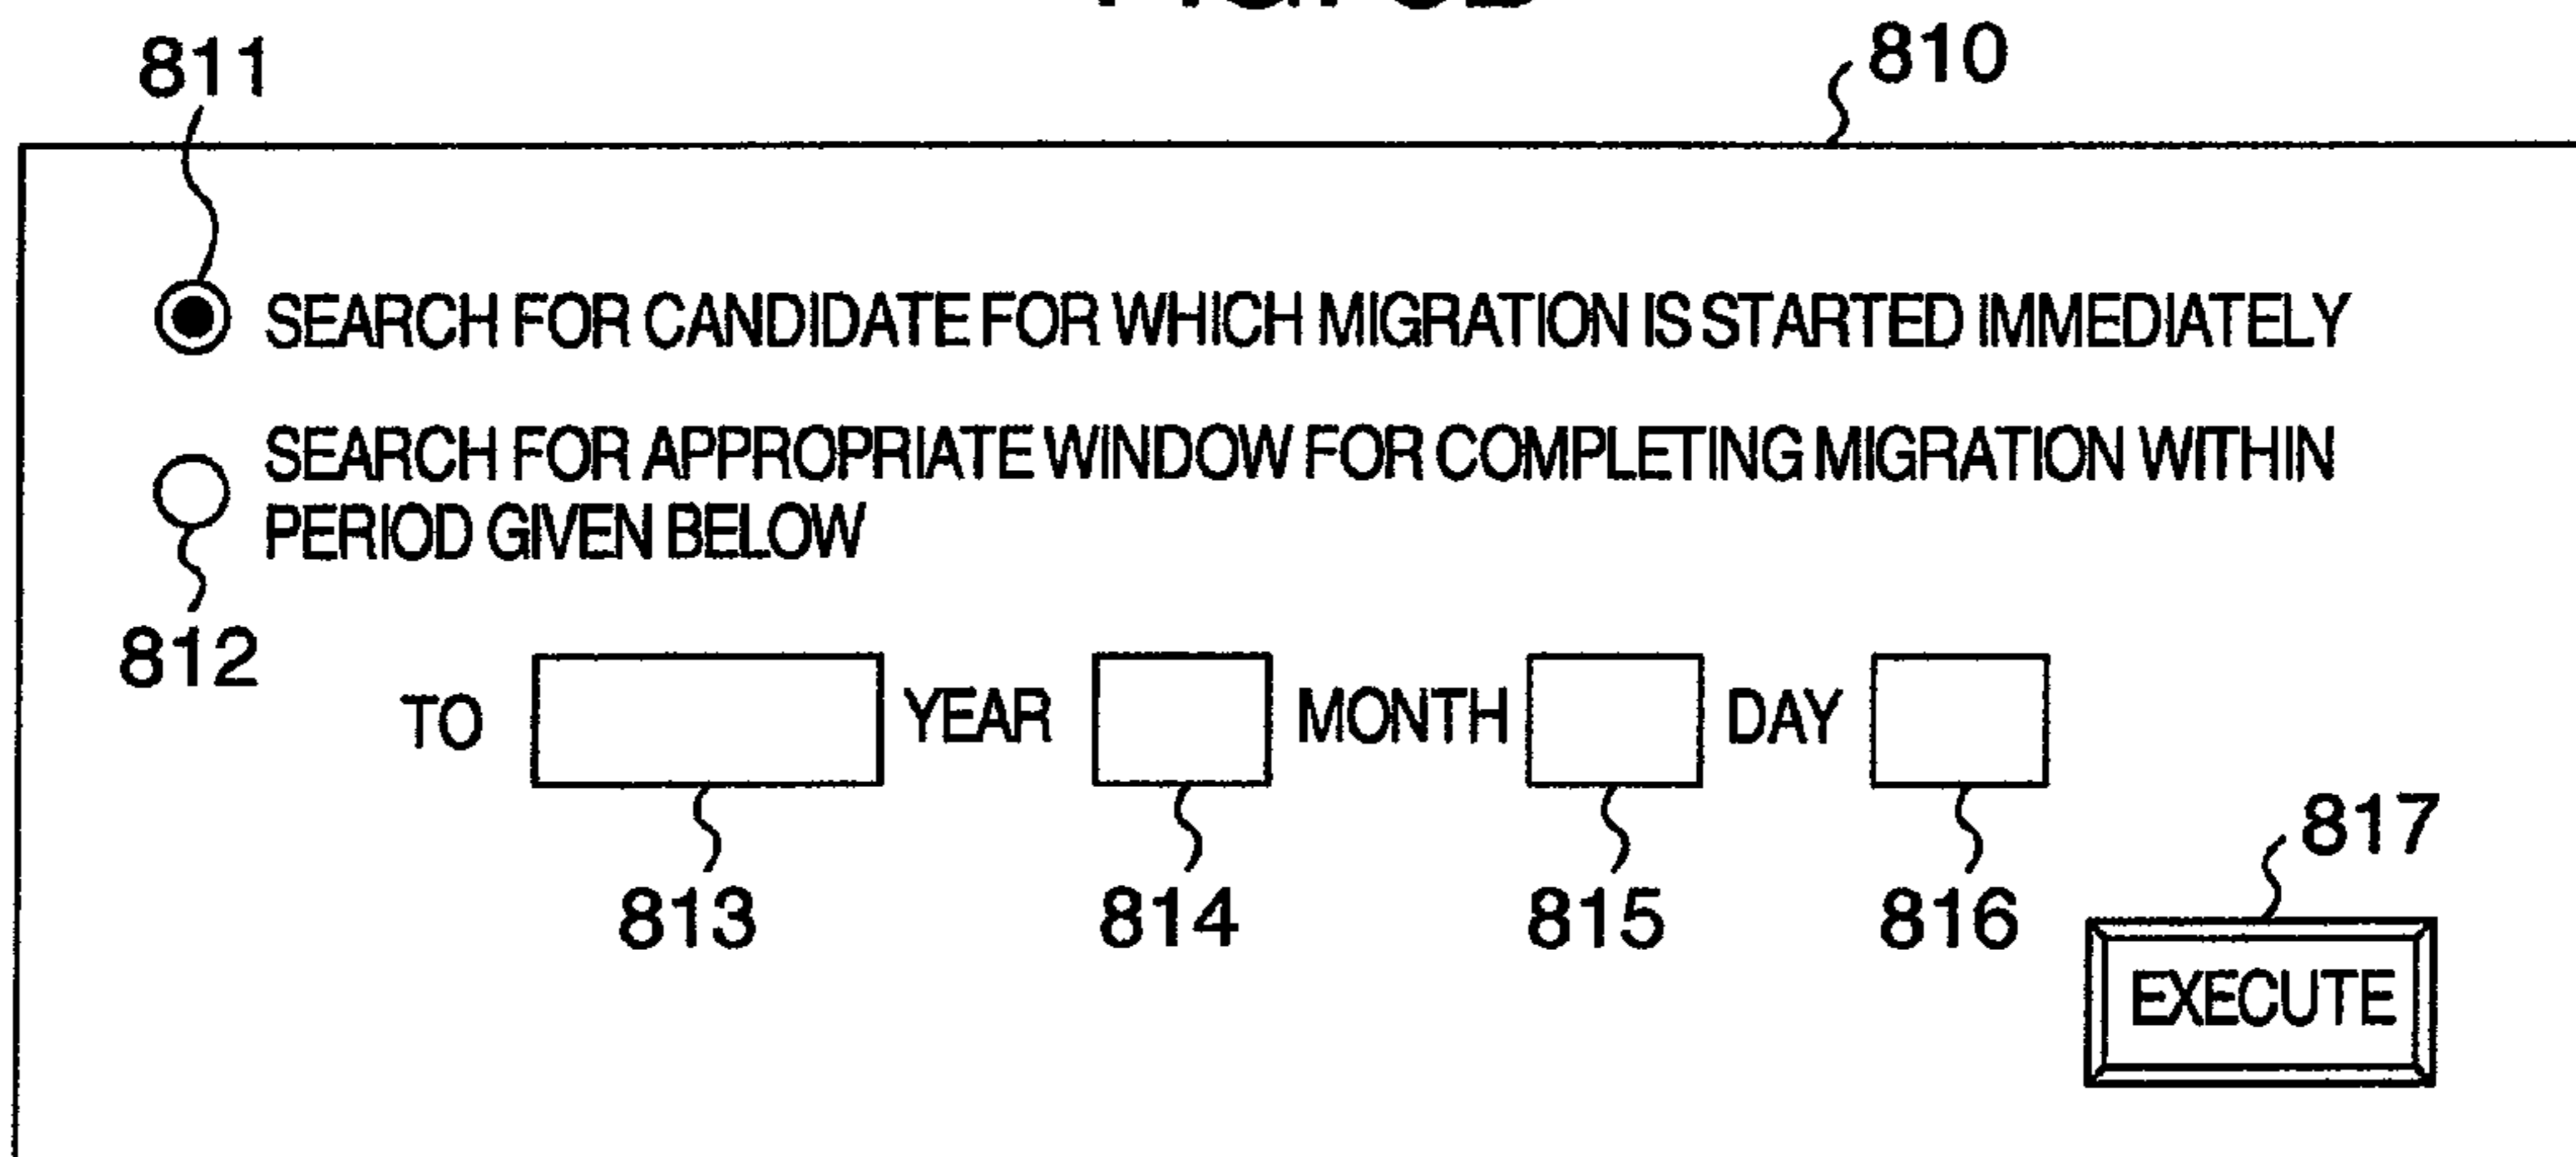 811
810
SEARCH FOR CANDIDATE FOR WHICH MIGRATION IS STARTED IMMEDIATELY
SEARCH FOR APPROPRIATE WINDOW FOR COMPLETING MIGRATION WITHIN
PERIOD GIVEN BELOW
812
TO YEAR MONTH DAY
813 814 815 816
817
EXECUTE